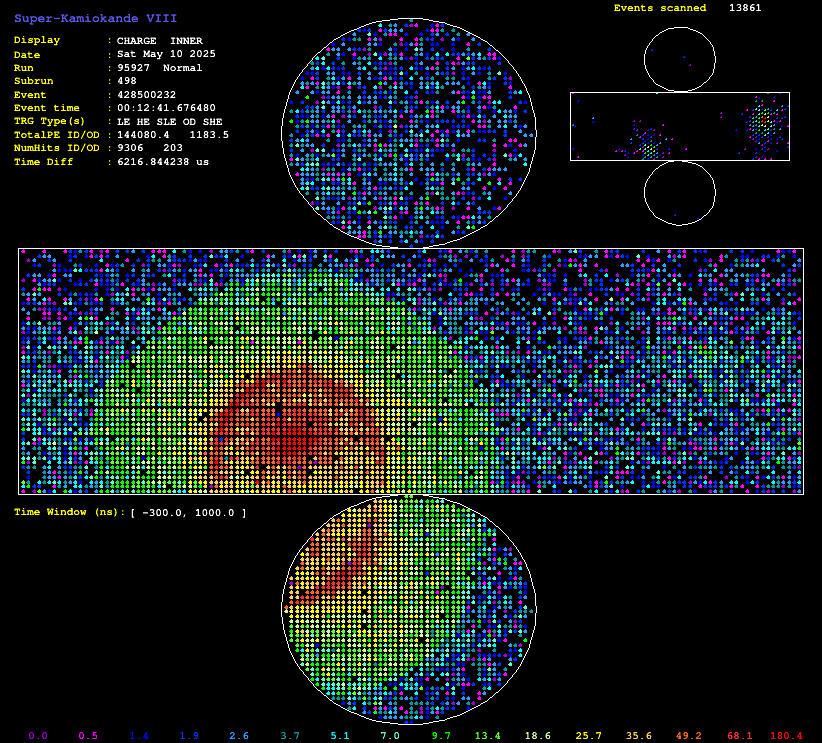 Super-Kamiokande VIII
Events scanned 13861
Display : CHARGE INNER
Date : Sat May 10 2025
Run : 95927 Normal
Subrun : 498
Event : 428500232
Event time : 00:12:41.676480
TRG Type(s) : LE HE SLE OD SHE
TotalPE ID/OD : 144080.4 1183.5
NumHits ID/OD : 9306 203
Time Diff : 6216.844238 us
Time Window (ns): [ -300.0, 1000.0 ]
0.0 0.5 1.4 1.9 2.6 3.7 5.1 7.0 9.7 13.4 18.6 25.7 35.6 49.2 68.1 180.4